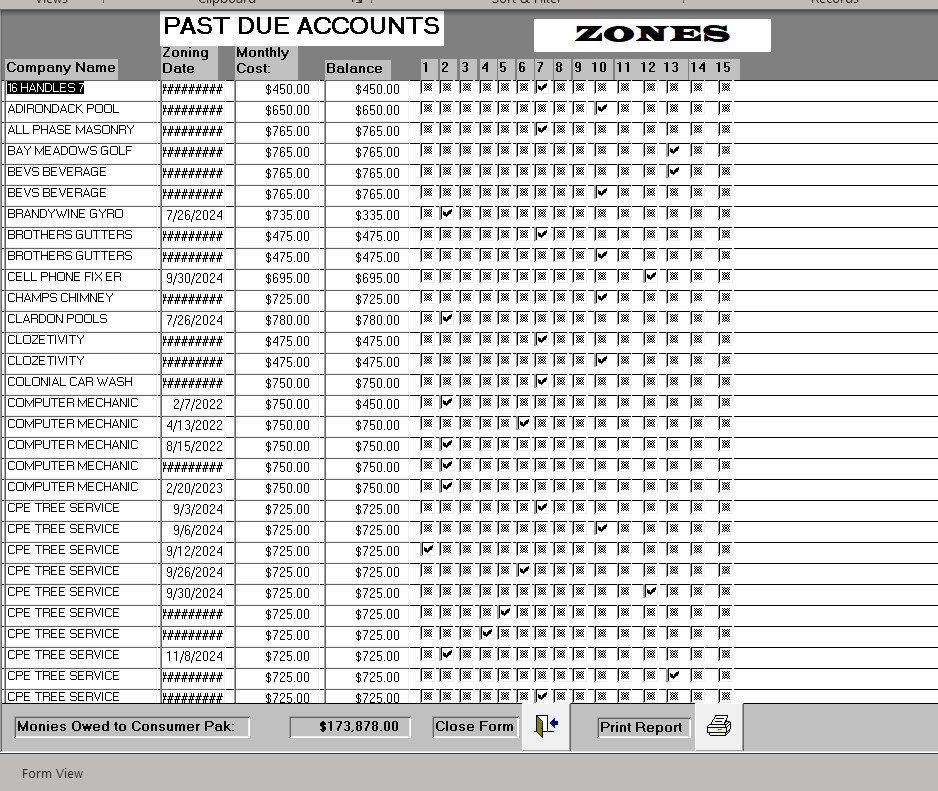 Views Clipboard Sort & Filter Records
PAST DUE ACCOUNTS
ZONES
Company Name Zoning Date Monthly Cost: Balance 1 2 3 4 5 6 7 8 9 10 11 12 13 14 15
16 HANDLES 7 ######### $450.00 $450.00
ADIRONDACK POOL ######### $650.00 $650.00
ALL PHASE MASONRY ######### $765.00 $765.00
BAY MEADOWS GOLF ######### $765.00 $765.00
BEVS BEVERAGE ######### $765.00 $765.00
BEVS BEVERAGE ######### $765.00 $765.00
BRANDYWINE GYRO 7/26/2024 $735.00 $335.00
BROTHERS GUTTERS ######### $475.00 $475.00
BROTHERS GUTTERS ######### $475.00 $475.00
CELL PHONE FIX ER 9/30/2024 $695.00 $695.00
CHAMPS CHIMNEY ######### $725.00 $725.00
CLARDON POOLS 7/26/2024 $780.00 $780.00
CLOZETIVITY ######### $475.00 $475.00
CLOZETIVITY ######### $475.00 $475.00
COLONIAL CAR WASH ######### $750.00 $750.00
COMPUTER MECHANIC 2/7/2022 $750.00 $450.00
COMPUTER MECHANIC 4/13/2022 $750.00 $750.00
COMPUTER MECHANIC 8/15/2022 $750.00 $750.00
COMPUTER MECHANIC ######### $750.00 $750.00
COMPUTER MECHANIC 2/20/2023 $750.00 $750.00
CPE TREE SERVICE 9/3/2024 $725.00 $725.00
CPE TREE SERVICE 9/6/2024 $725.00 $725.00
CPE TREE SERVICE 9/12/2024 $725.00 $725.00
CPE TREE SERVICE 9/26/2024 $725.00 $725.00
CPE TREE SERVICE 9/30/2024 $725.00 $725.00
CPE TREE SERVICE ######### $725.00 $725.00
CPE TREE SERVICE ######### $725.00 $725.00
CPE TREE SERVICE 11/8/2024 $725.00 $725.00
CPE TREE SERVICE ######### $725.00 $725.00
CPE TREE SERVICE ######### $725.00 $725.00
Monies Owed to Consumer Pak: $173,878.00 Close Form Print Report
Form View